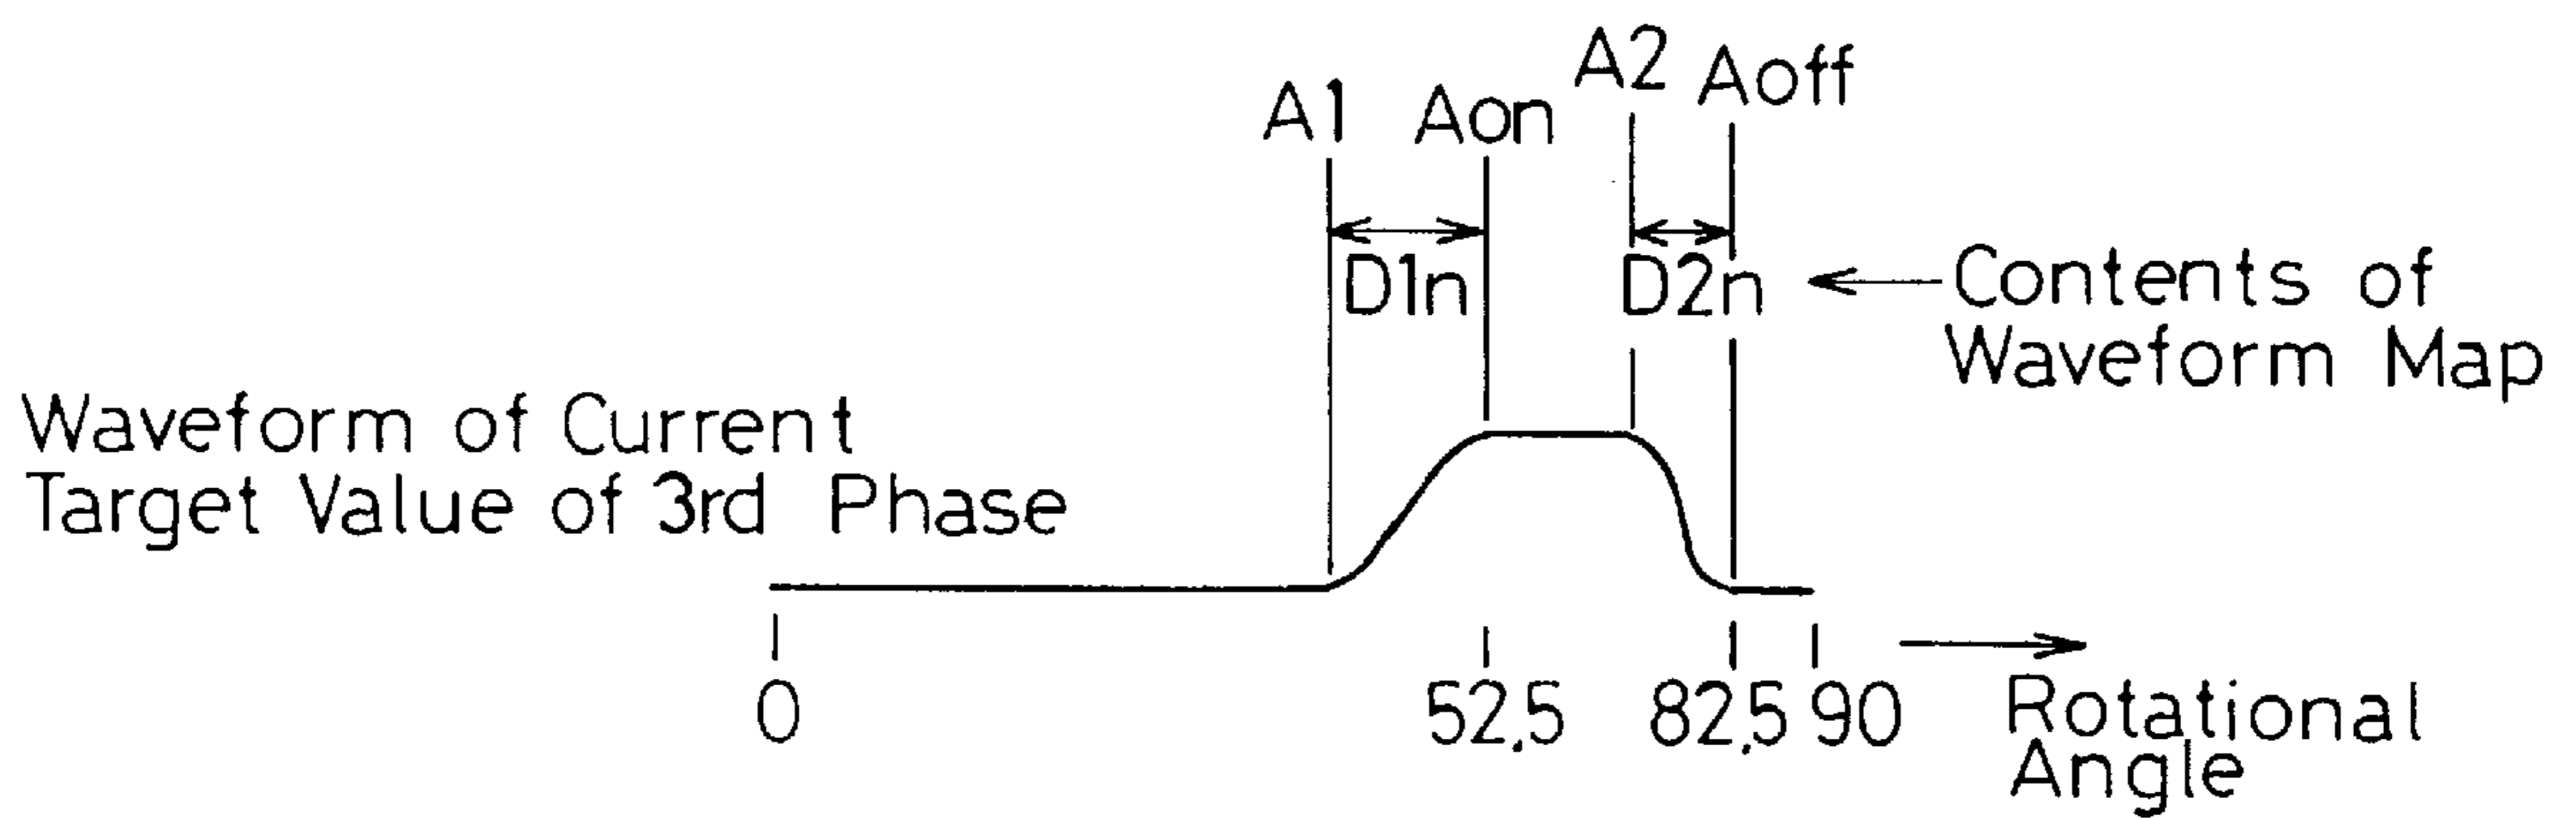 A1 Aon A2 Aoff
D1n D2n
Contents of
Waveform Map
Waveform of Current
Target Value of 3rd Phase
0 52.5 82.5 90
Rotational
Angle